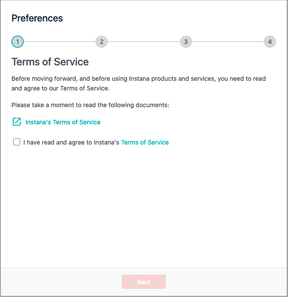 Preferences
1 2 3 4
Terms of Service
Before moving forward, and before using Instana products and services, you need to read
and agree to our Terms of Service.
Please take a moment to read the following documents:
Instana's Terms of Service
I have read and agree to Instana's Terms of Service
Next